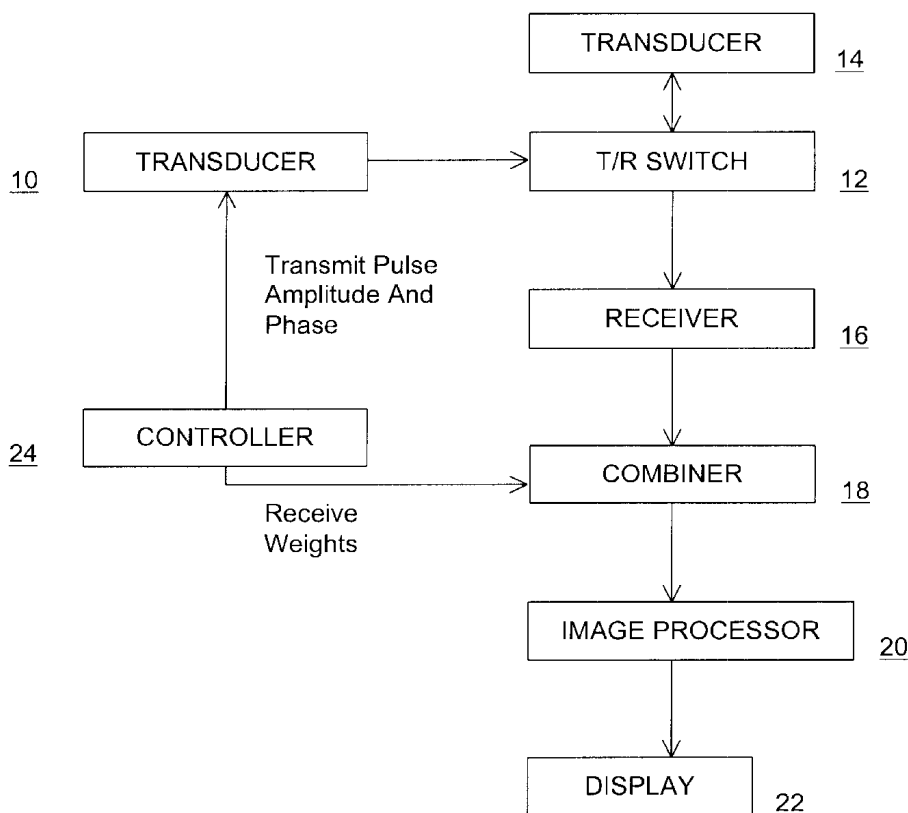 TRANSDUCER
14
TRANSDUCER
10
T/R SWITCH
12
Transmit Pulse
Amplitude And
Phase
RECEIVER
16
CONTROLLER
24
COMBINER
18
Receive
Weights
IMAGE PROCESSOR
20
DISPLAY
22